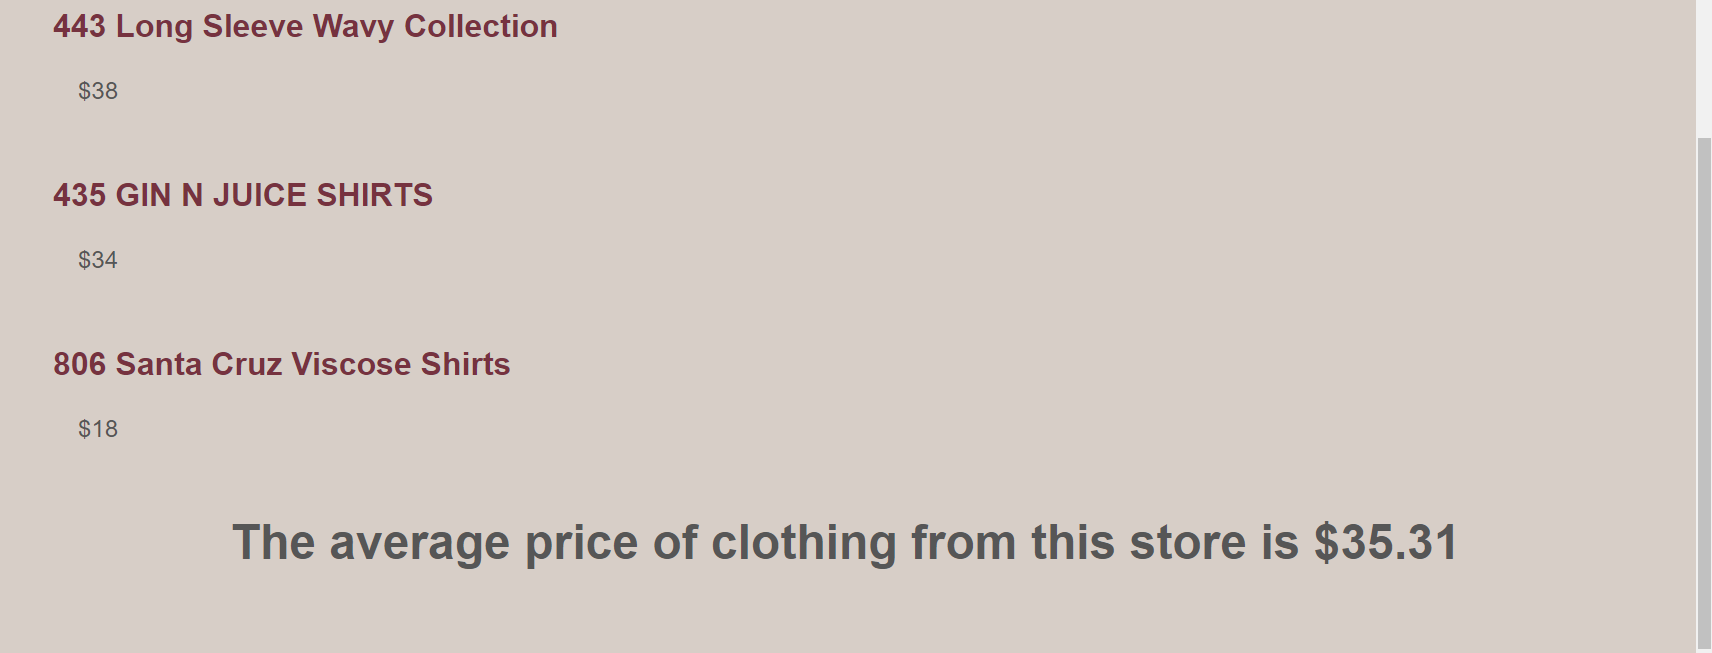 443 Long Sleeve Wavy Collection
$38
435 GIN N JUICE SHIRTS
$34
806 Santa Cruz Viscose Shirts
$18
The average price of clothing from this store is $35.31